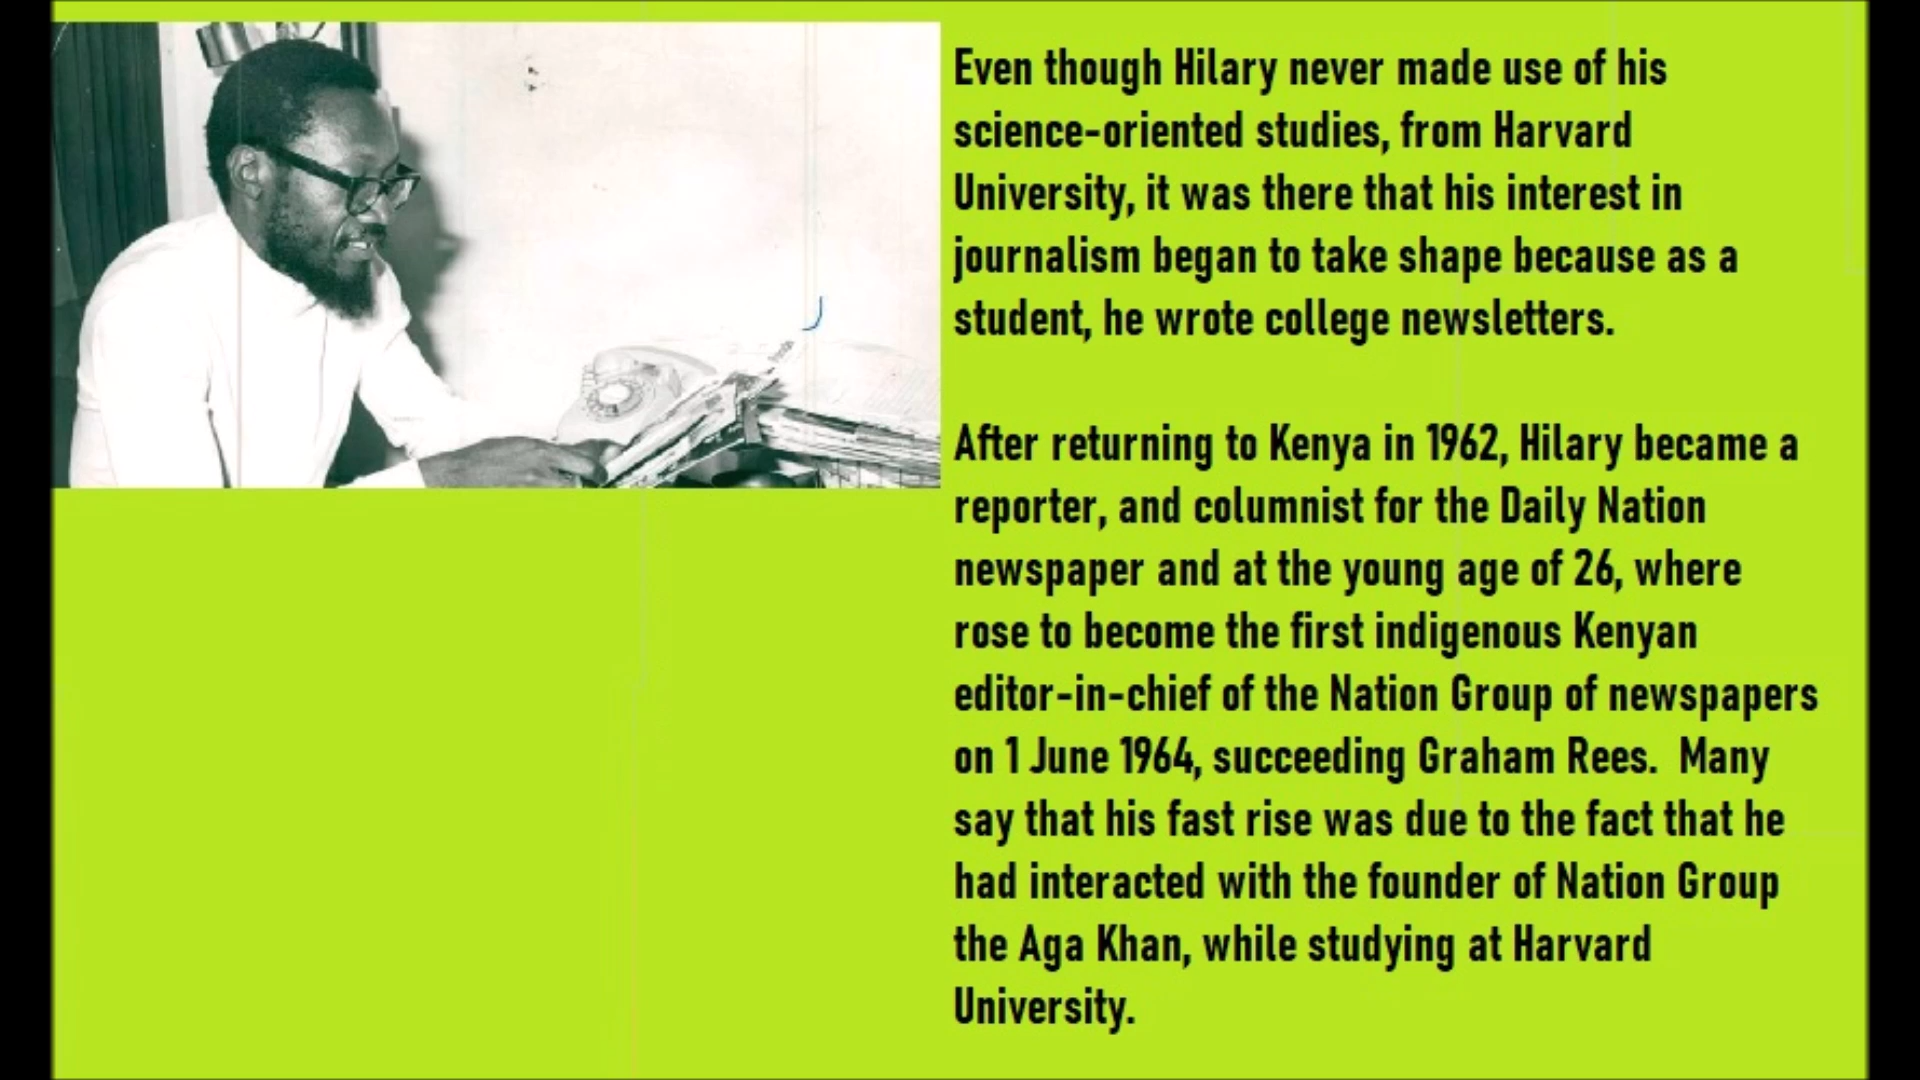 Even though Hilary never made use of his
science-oriented studies, from Harvard
University, it was there that his interest in
journalism began to take shape because as a
student, he wrote college newsletters.
After returning to Kenya in 1962, Hilary became a
reporter, and columnist for the Daily Nation
newspaper and at the young age of 26, where
rose to become the first indigenous Kenyan
editor-in-chief of the Nation Group of newspapers
on 1 June 1964, succeeding Graham Rees.  Many
say that his fast rise was due to the fact that he
had interacted with the founder of Nation Group
the Aga Khan, while studying at Harvard
University.